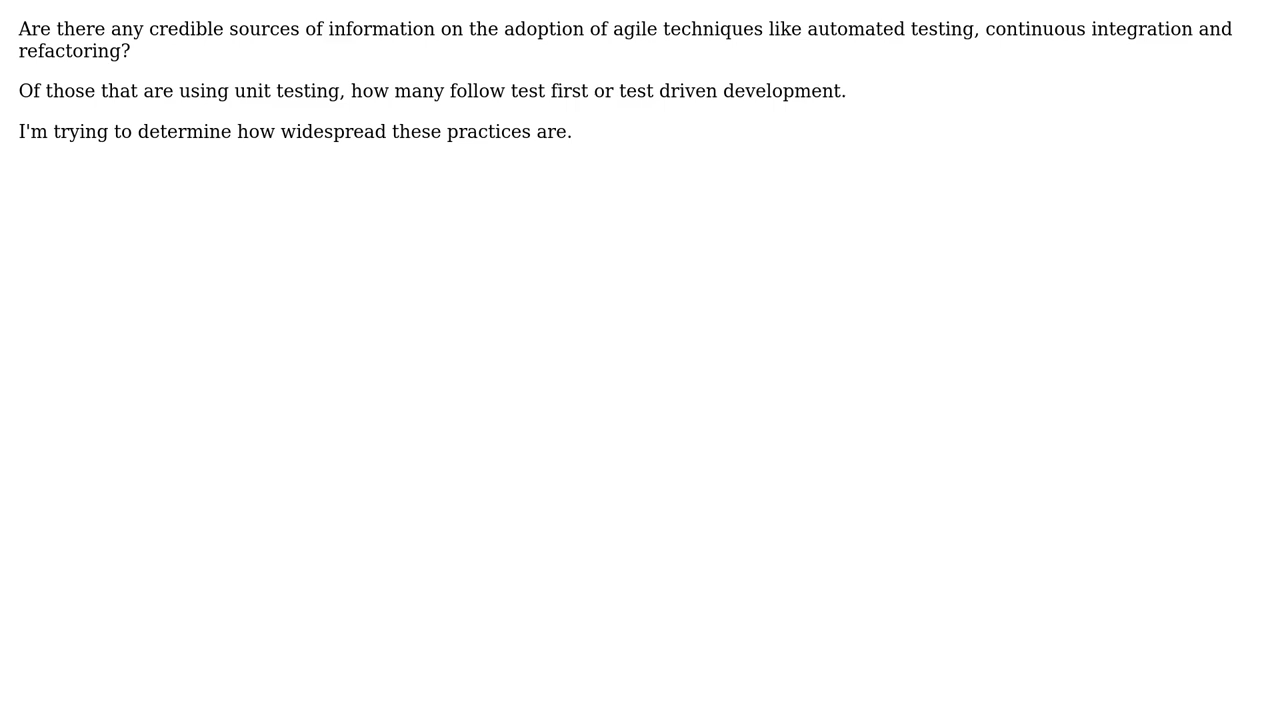 Are there any credible sources of information on the adoption of agile techniques like automated testing, continuous integration and
refactoring?
Of those that are using unit testing, how many follow test first or test driven development.
I'm trying to determine how widespread these practices are.